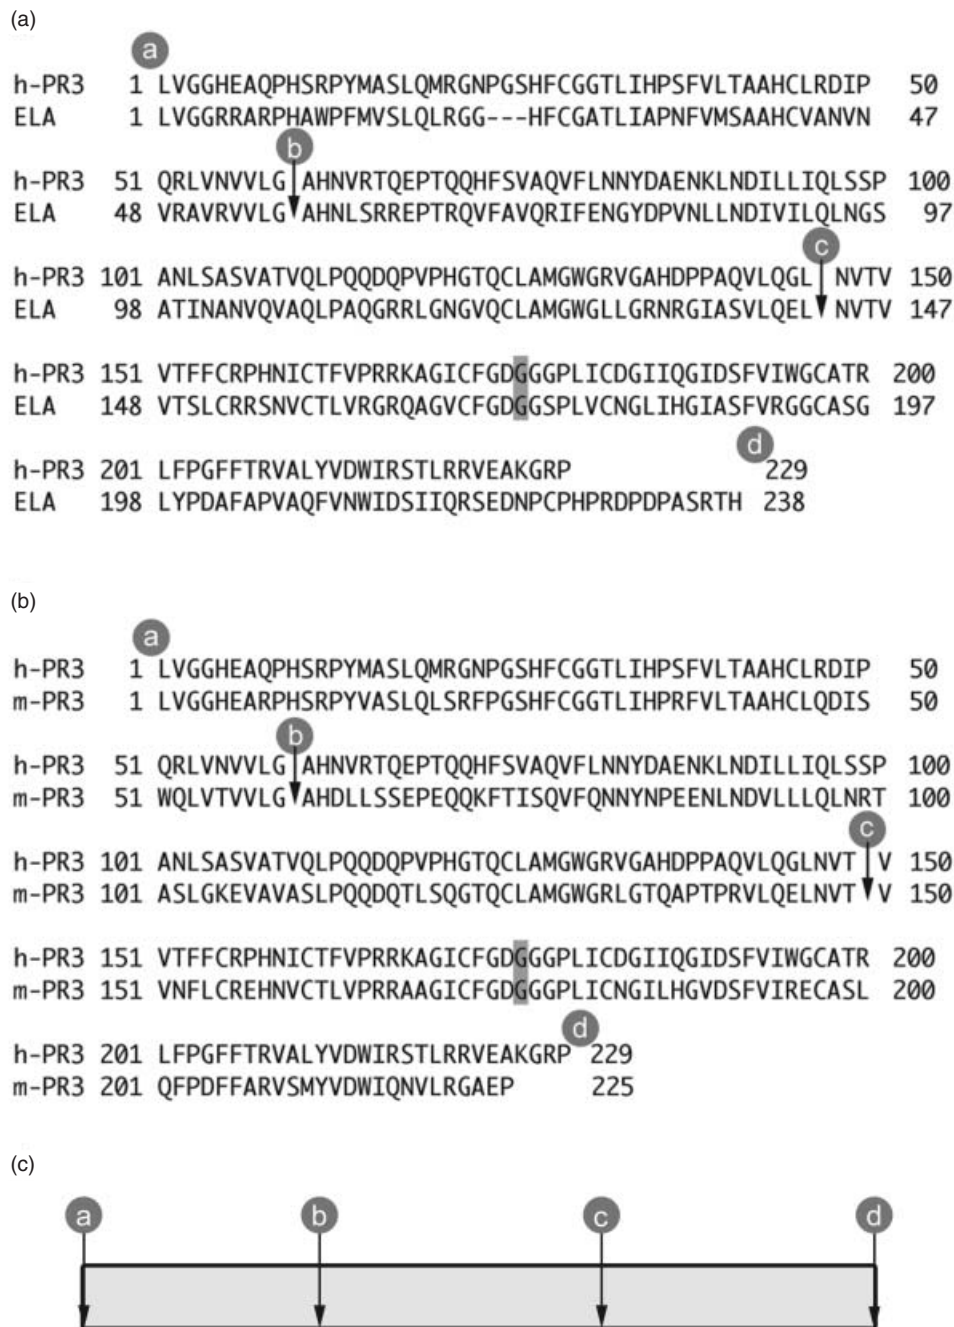 (a)
a
h-PR3 1 LVGGHEAQPHSRPYMASLQMRGNPGSHFCGGTLIHPSFVLTAAHCLRDIP 50
ELA 1 LVGGRRARPHAWPFMVSLQLRGG---HFCGATLIAPNFVMSAAHCVANVN 47
b
h-PR3 51 QRLVNVVLG AHNVRTQEPTQQHFSVAQVFLNNYDAENKLNDILLIQLSSP 100
ELA 48 VRAVRVVLG AHNLSRREPTRQVFAVQRIFENGYDPVNLLNDIVILQLNGS 97
c
h-PR3 101 ANLSASVATVQLPQQDQPVPHGTQCLAMGWGRVGAHDPPAQVLQGL NVTV 150
ELA 98 ATINANVQVAQLPAQGRRLGNGVQCLAMGWGLLGRNRGIASVLQEL NVTV 147
h-PR3 151 VTFFCRPHNICTFVPRRKAGICFGDGGGPLICDGIIQGIDSFVIWGCATR 200
ELA 148 VTSLCRRSNVCTLVRGRQAGVCFGDGGSPLVCNGLIHGIASFVRGGCASG 197
d
h-PR3 201 LFPGFFTRVALYVDWIRSTLRRVEAKGRP 229
ELA 198 LYPDAFAPVAQFVNWIDSIIQRSEDNPCPHPRDPDPASRTH 238
(b)
a
h-PR3 1 LVGGHEAQPHSRPYMASLQMRGNPGSHFCGGTLIHPSFVLTAAHCLRDIP 50
m-PR3 1 LVGGHEARPHSRPYVASLQLSRFPGSHFCGGTLIHPRFVLTAAHCLQDIS 50
b
h-PR3 51 QRLVNVVLG AHNVRTQEPTQQHFSVAQVFLNNYDAENKLNDILLIQLSSP 100
m-PR3 51 WQLVTVVLG AHDLLSSEPEQQKFTISQVFQNNYNPEENLNDVLLLQLNRT 100
c
h-PR3 101 ANLSASVATVQLPQQDQPVPHGTQCLAMGWGRVGAHDPPAQVLQGLNVT V 150
m-PR3 101 ASLGKEVAVASLPQQDQTLSQGTQCLAMGWGRLGTQAPTPRVLQELNVT V 150
h-PR3 151 VTFFCRPHNICTFVPRRKAGICFGDGGGPLICDGIIQGIDSFVIWGCATR 200
m-PR3 151 VNFLCREHNVCTLVPRRAAGICFGDGGGPLICNGILHGVDSFVIRECASL 200
d
h-PR3 201 LFPGFFTRVALYVDWIRSTLRRVEAKGRP 229
m-PR3 201 QFPDFFARVSMYVDWIQNVLRGAEP 225
(c)
a b c d